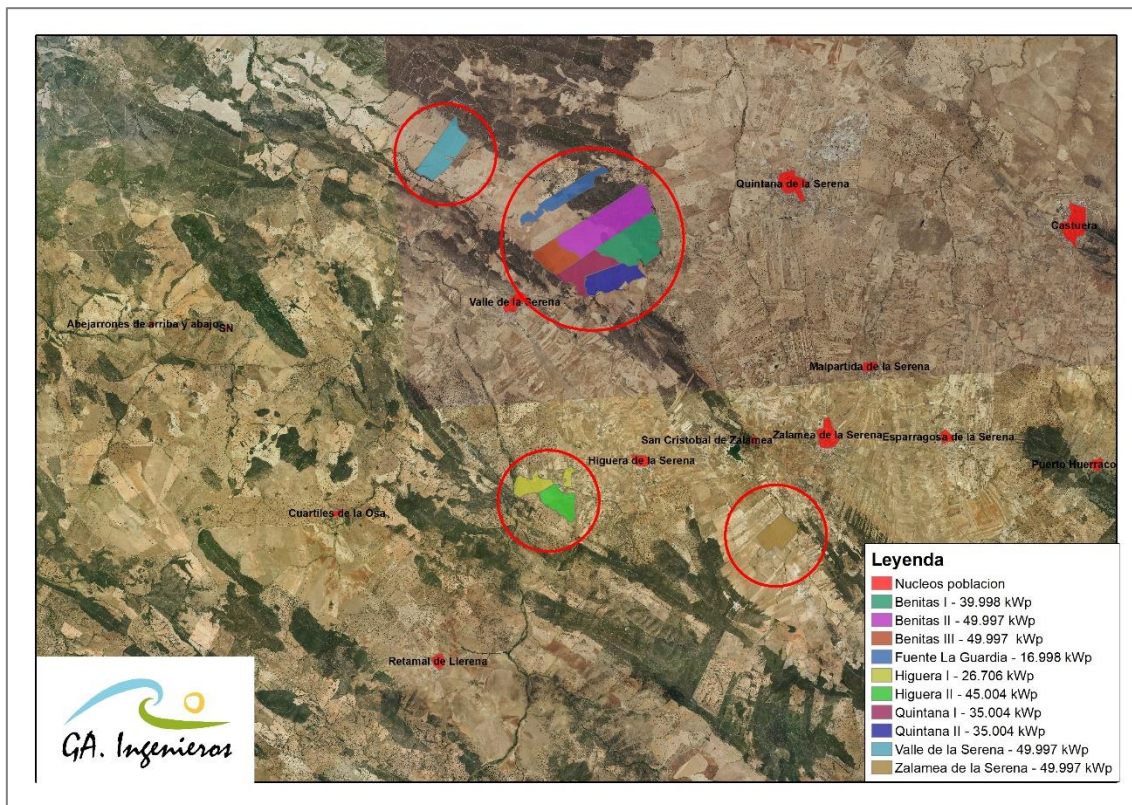 Quintana de la Serena
Castuera
Valle de la Serena
Abejarrones de arriba y abajo
SN
Malpartida de la Serena
San Cristobal de Zalamea
Zalamea de la Serena
Esparragosa de la Serena
Higuera de la Serena
Puerto Hurraco
Cuartiles de la Osa
Retamal de Llerena
Leyenda
Nucleos poblacion
Benitas I - 39.998 kWp
Benitas II - 49.997 kWp
Benitas III - 49.997 kWp
Fuente La Guardia - 16.998 kWp
Higuera I - 26.706 kWp
Higuera II - 45.004 kWp
Quintana I - 35.004 kWp
Quintana II - 35.004 kWp
Valle de la Serena - 49.997 kWp
Zalamea de la Serena - 49.997 kWp
GA. Ingenieros